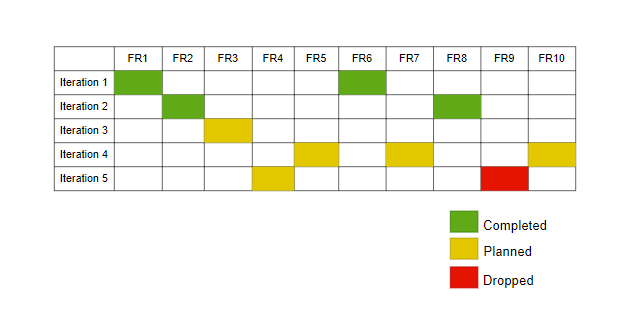 FR1 FR2 FR3 FR4 FR5 FR6 FR7 FR8 FR9 FR10
Iteration 1
Iteration 2
Iteration 3
Iteration 4
Iteration 5
Completed
Planned
Dropped